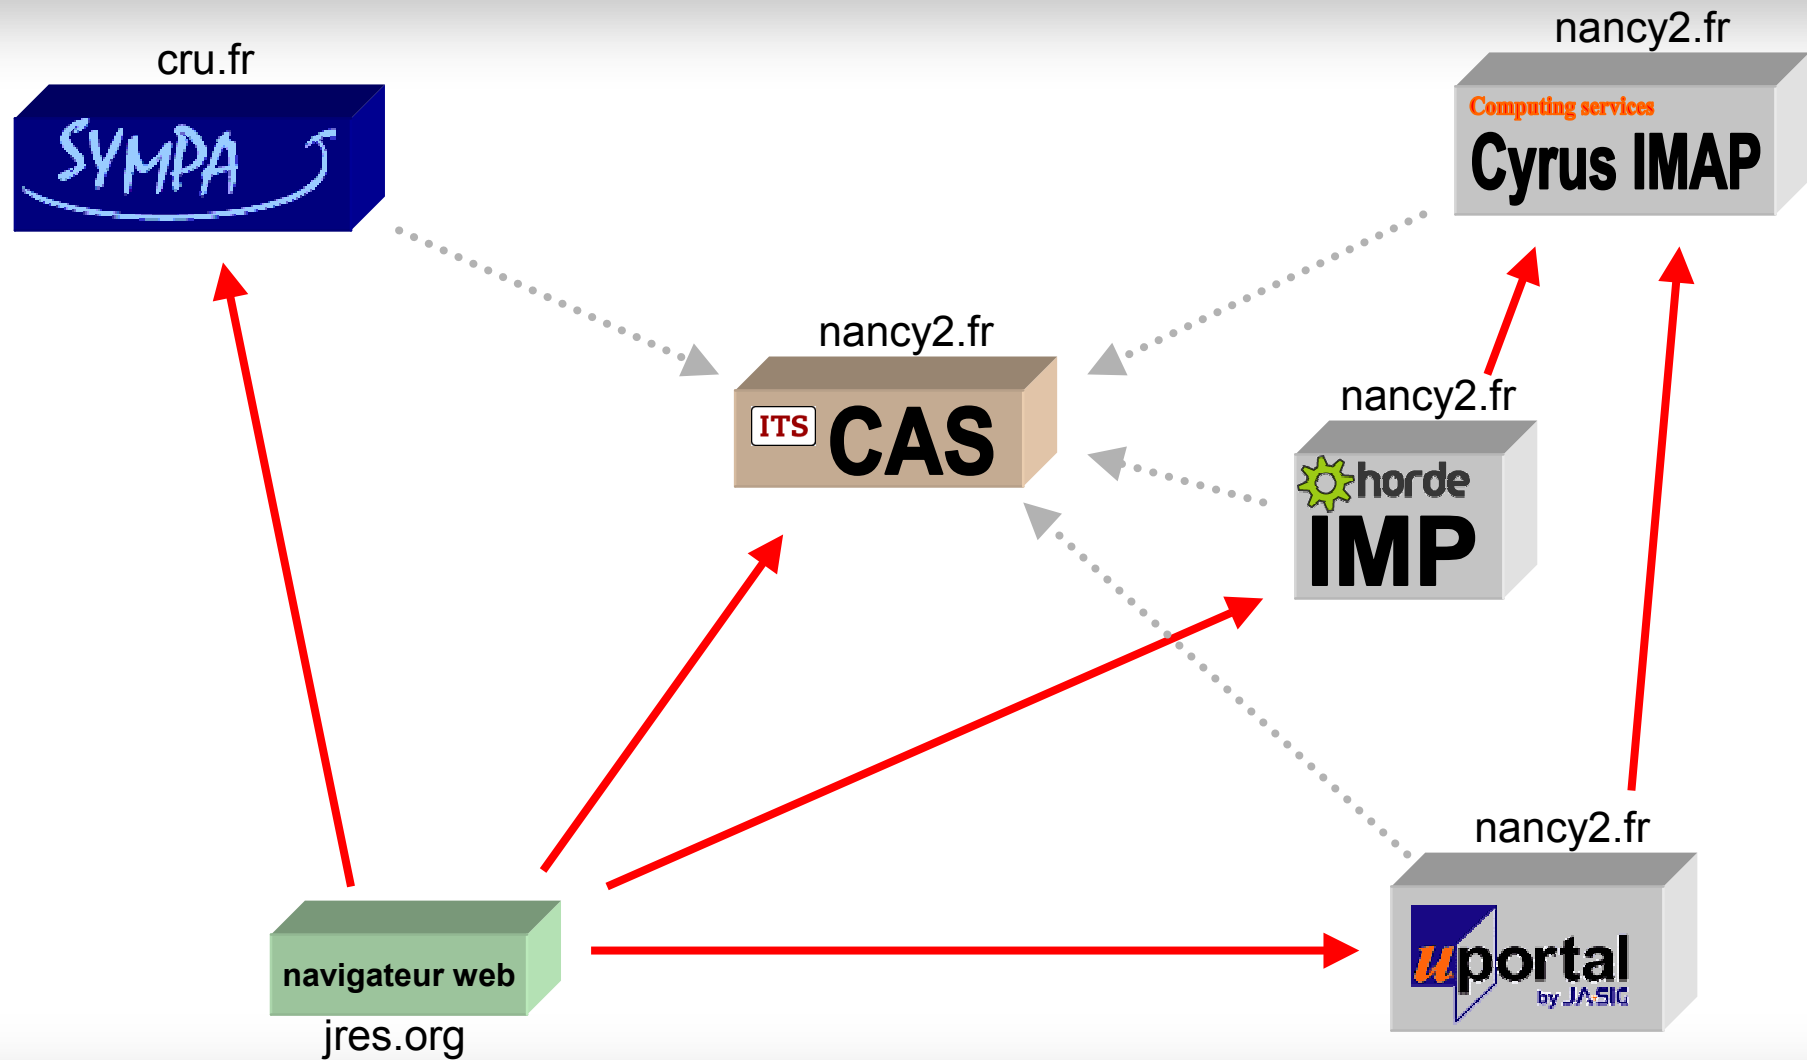 nancy2.fr
cru.fr
Computing services
Cyrus IMAP
SYMPA
nancy2.fr
ITS CAS
nancy2.fr
horde
IMP
nancy2.fr
uportal
by JASIG
navigateur web
jres.org